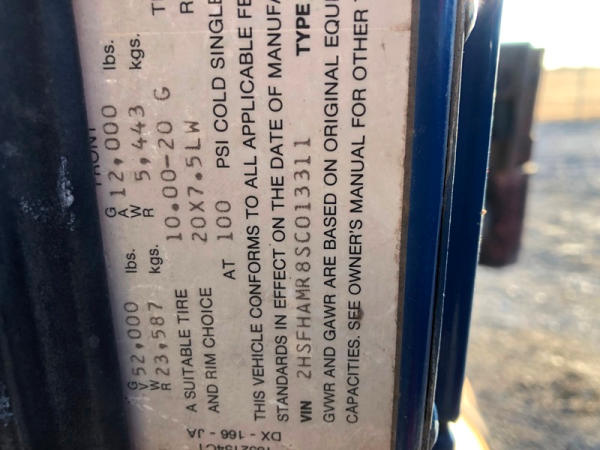 FRONT
GVWR 52,000 lbs. GAWR 12,000 lbs.
23,587 kgs. 5,443 kgs.
A SUITABLE TIRE 10.00-20 G
AND RIM CHOICE 20X7.5LW
AT 100 PSI COLD SINGLE
THIS VEHICLE CONFORMS TO ALL APPLICABLE
STANDARDS IN EFFECT ON THE DATE OF
VIN 2HSFHAMR8SC013311 TYPE
GVWR AND GAWR ARE BASED ON ORIGINAL
CAPACITIES. SEE OWNER'S MANUAL FOR OTHER
DX - 166 - JA